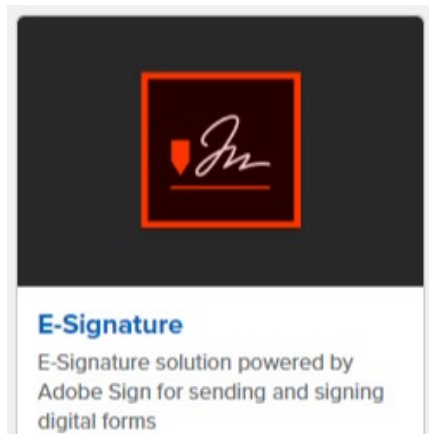 E-Signature
E-Signature solution powered by
Adobe Sign for sending and signing
digital forms